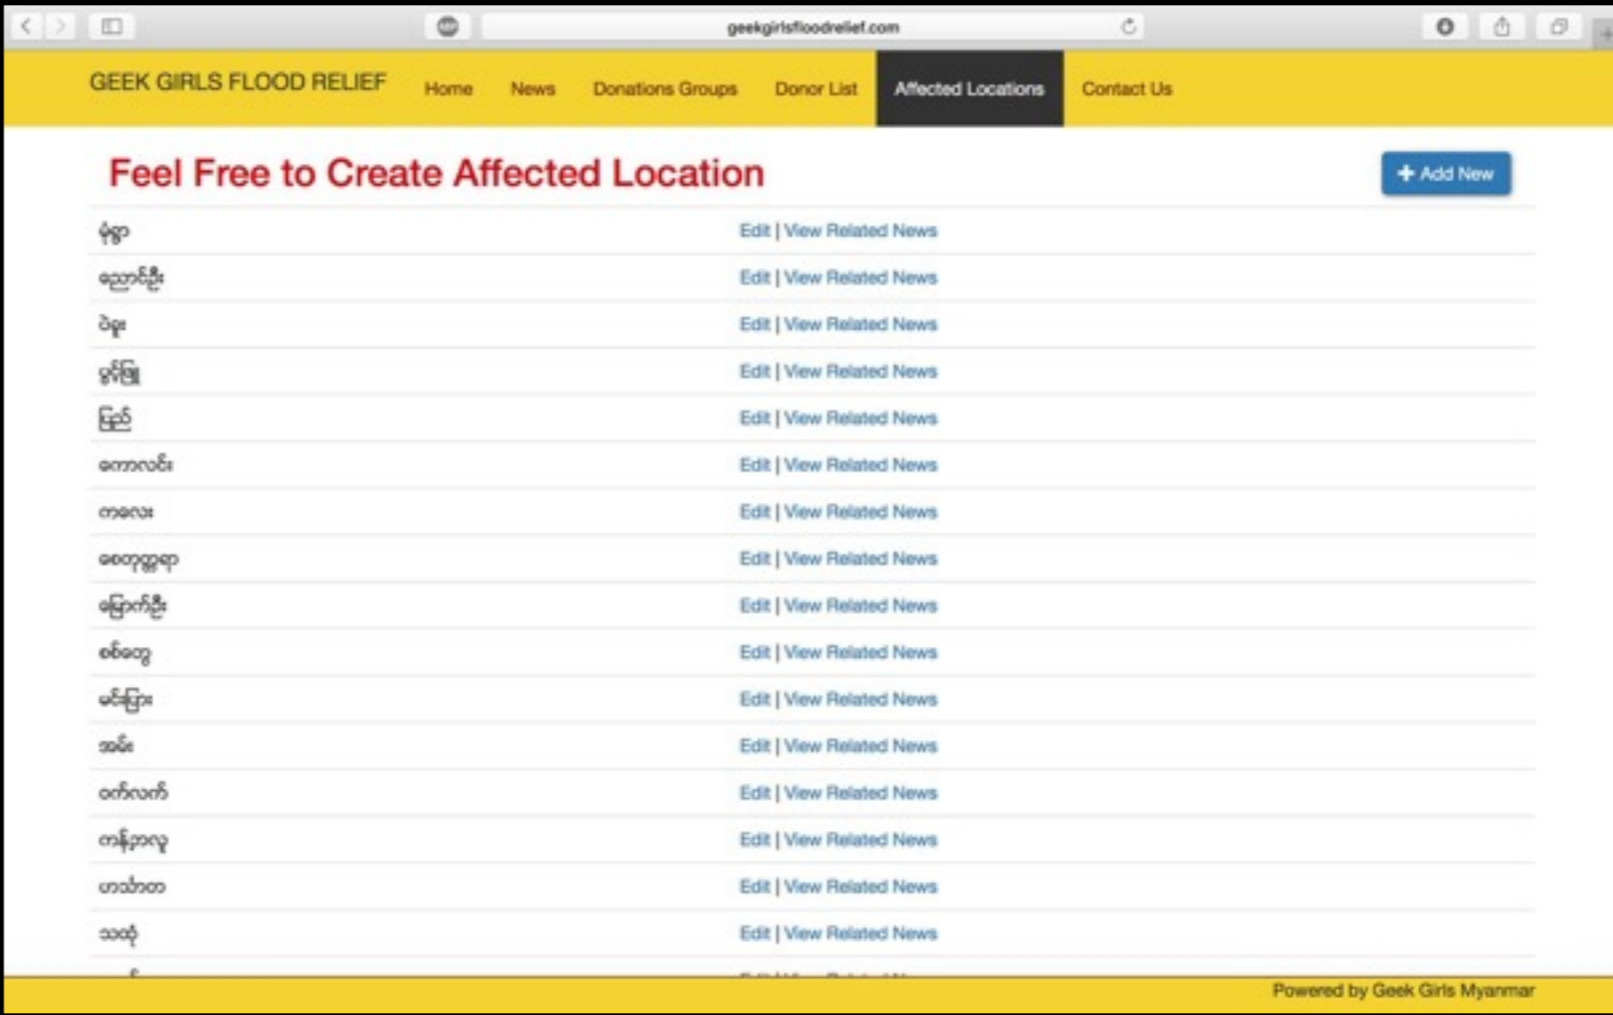 geekgirlsfloodrelief.com
GEEK GIRLS FLOOD RELIEF Home News Donations Groups Donor List Affected Locations Contact Us
Feel Free to Create Affected Location + Add New
မုံရွာ Edit | View Related News
ညောင်ဦး Edit | View Related News
ပဲခူး Edit | View Related News
ပွင့်ဖြူ Edit | View Related News
ပြည် Edit | View Related News
ကောလင်း Edit | View Related News
ကလေး Edit | View Related News
စေတုတ္တရာ Edit | View Related News
မြောက်ဦး Edit | View Related News
စစ်တွေ Edit | View Related News
မင်းပြား Edit | View Related News
အမ်း Edit | View Related News
ဝက်လက် Edit | View Related News
ကန့်ဘလူ Edit | View Related News
ဟင်္သာတ Edit | View Related News
သထုံ Edit | View Related News
Powered by Geek Girls Myanmar